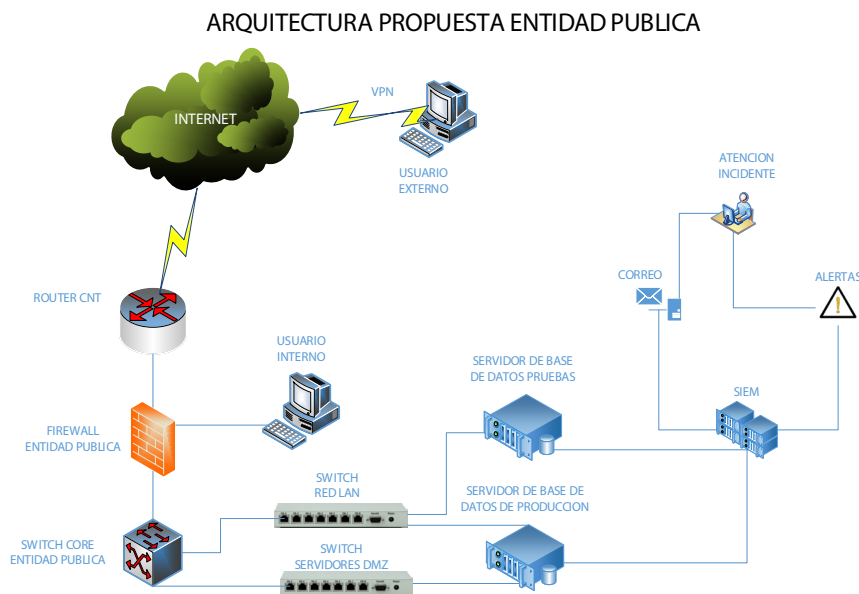 ARQUITECTURA PROPUESTA ENTIDAD PUBLICA
VPN
INTERNET
USUARIO
EXTERNO
ATENCION
INCIDENTE
ROUTER CNT
CORREO
ALERTAS
USUARIO
INTERNO
SERVIDOR DE BASE
DE DATOS PRUEBAS
SIEM
FIREWALL
ENTIDAD PUBLICA
SWITCH
RED LAN
SERVIDOR DE BASE DE
DATOS DE PRODUCCION
SWITCH CORE
ENTIDAD PUBLICA
SWITCH
SERVIDORES DMZ